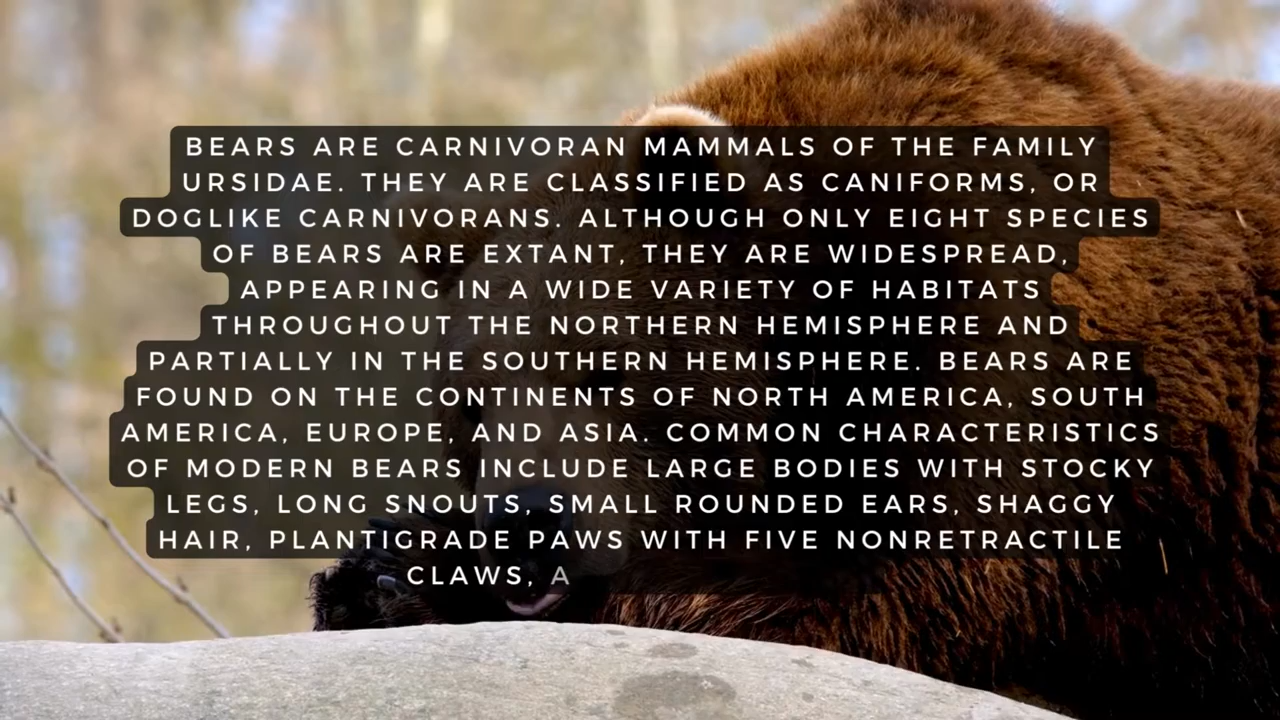 BEARS ARE CARNIVORAN MAMMALS OF THE FAMILY
URSIDAE. THEY ARE CLASSIFIED AS CANIFORMS, OR
DOGLIKE CARNIVORANS. ALTHOUGH ONLY EIGHT SPECIES
OF BEARS ARE EXTANT, THEY ARE WIDESPREAD,
APPEARING IN A WIDE VARIETY OF HABITATS
THROUGHOUT THE NORTHERN HEMISPHERE AND
PARTIALLY IN THE SOUTHERN HEMISPHERE. BEARS ARE
FOUND ON THE CONTINENTS OF NORTH AMERICA, SOUTH
AMERICA, EUROPE, AND ASIA. COMMON CHARACTERISTICS
OF MODERN BEARS INCLUDE LARGE BODIES WITH STOCKY
LEGS, LONG SNOUTS, SMALL ROUNDED EARS, SHAGGY
HAIR, PLANTIGRADE PAWS WITH FIVE NONRETRACTILE
CLAWS, A